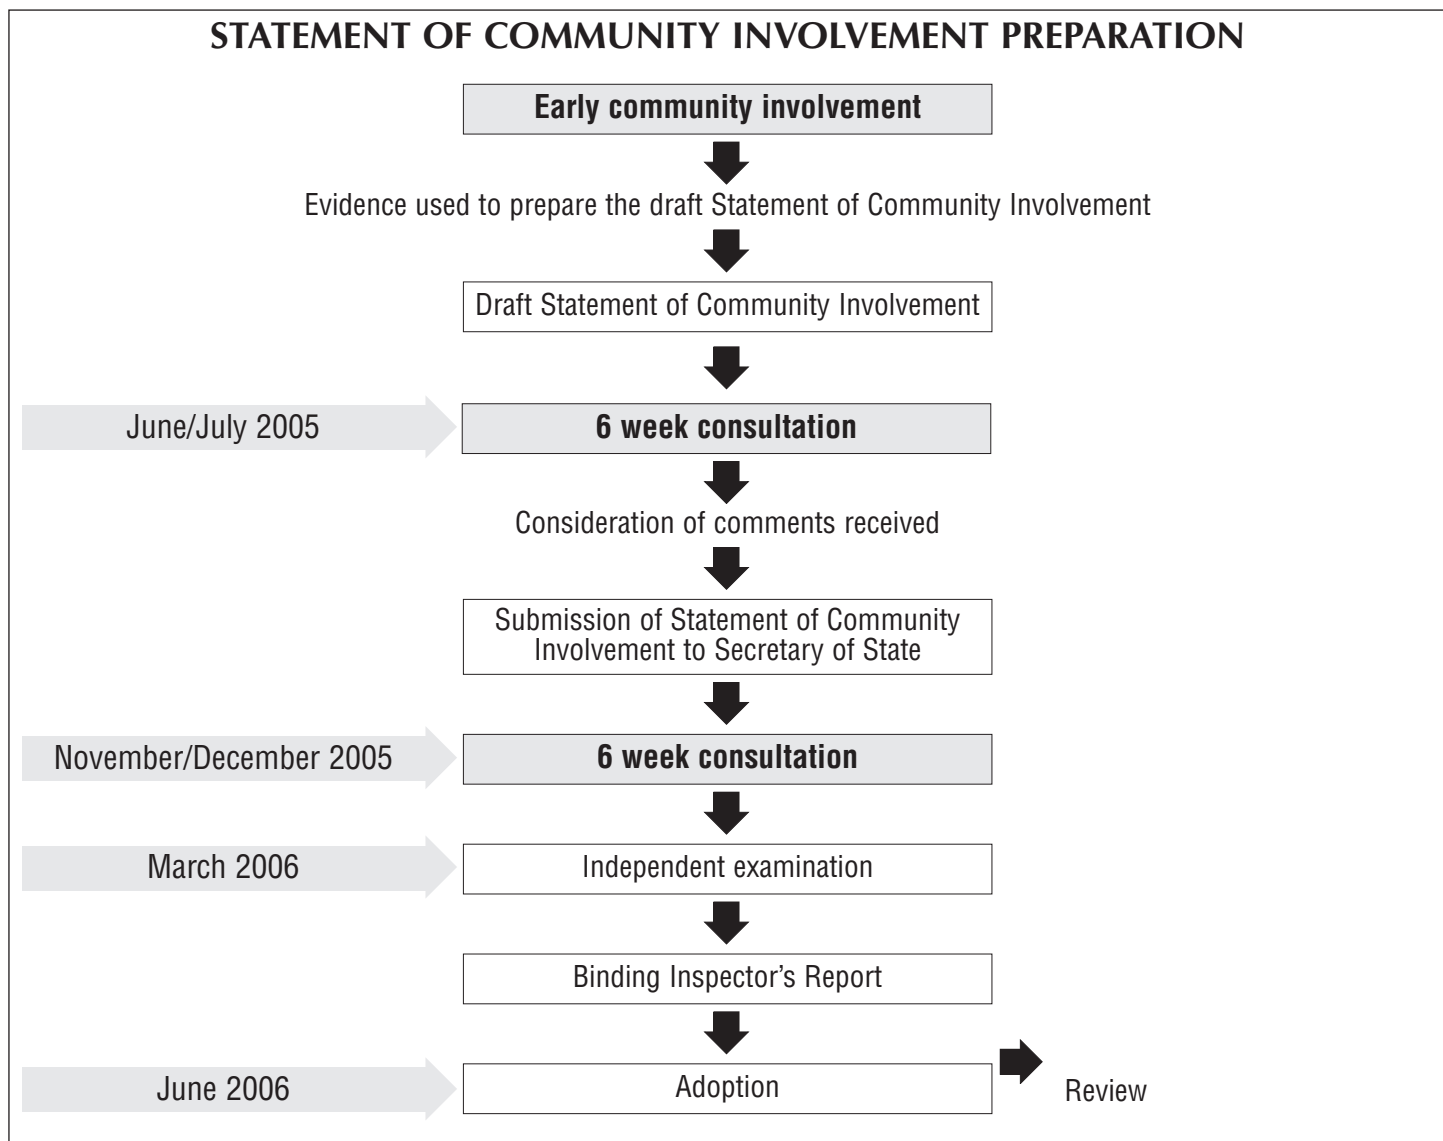 STATEMENT OF COMMUNITY INVOLVEMENT PREPARATION
Early community involvement
Evidence used to prepare the draft Statement of Community Involvement
Draft Statement of Community Involvement
June/July 2005
6 week consultation
Consideration of comments received
Submission of Statement of Community
Involvement to Secretary of State
November/December 2005
6 week consultation
March 2006
Independent examination
Binding Inspector’s Report
June 2006
Adoption
Review